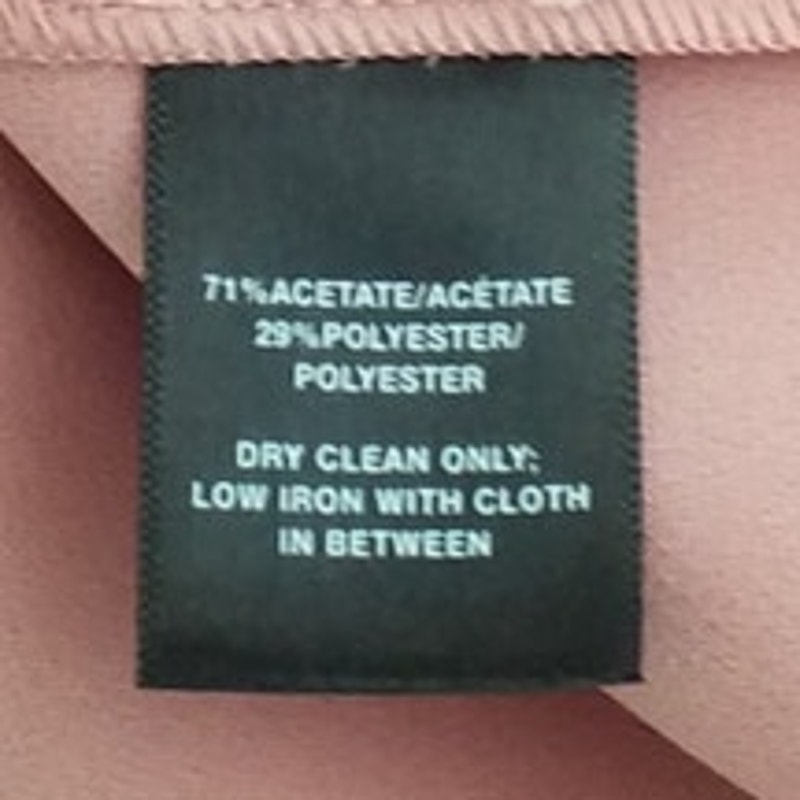 71%ACETATE/ACÉTATE
29%POLYESTER/
POLYESTER
DRY CLEAN ONLY:
LOW IRON WITH CLOTH
IN BETWEEN